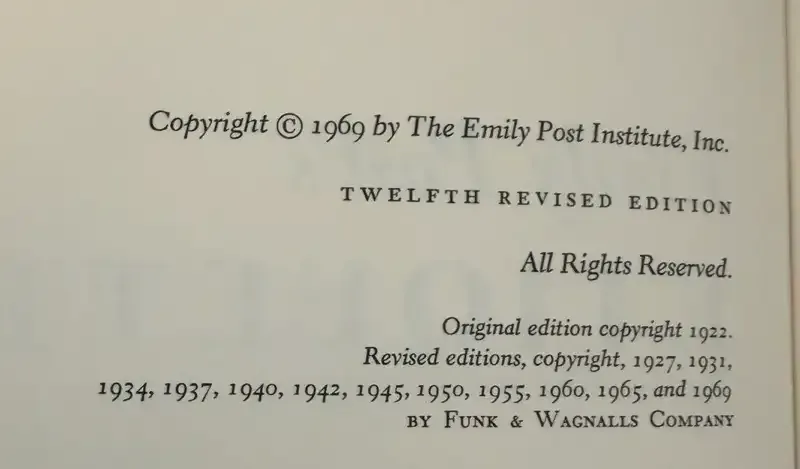 Copyright © 1969 by The Emily Post Institute, Inc.
TWELFTH REVISED EDITION
All Rights Reserved.
Original edition copyright 1922.
Revised editions, copyright, 1927, 1931,
1934, 1937, 1940, 1942, 1945, 1950, 1955, 1960, 1965, and 1969
BY FUNK & WAGNALLS COMPANY